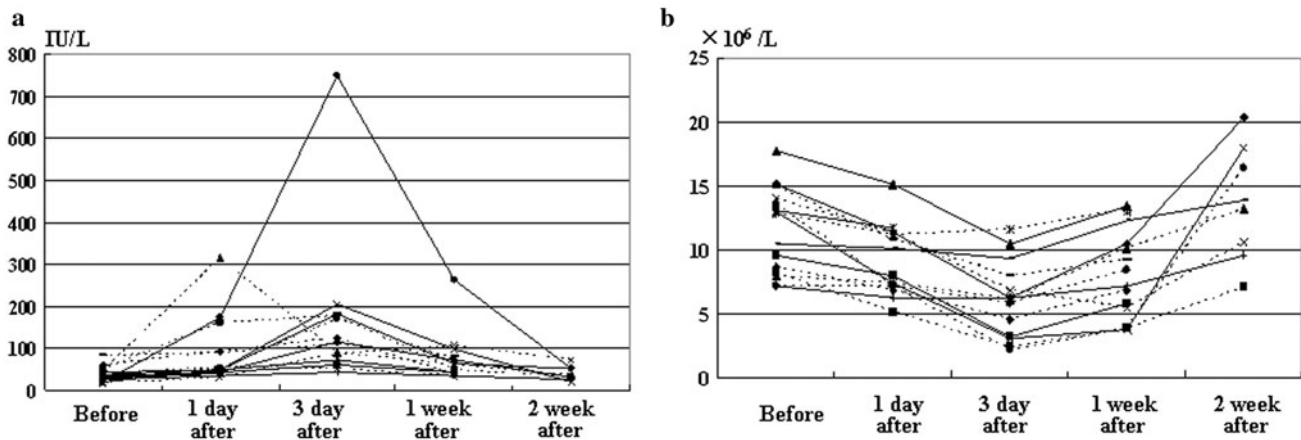 a
IU/L
800
700
600
500
400
300
200
100
0
Before
1 day
after
3 day
after
1 week
after
2 week
after
b
×10⁶ /L
25
20
15
10
5
0
Before
1 day
after
3 day
after
1 week
after
2 week
after